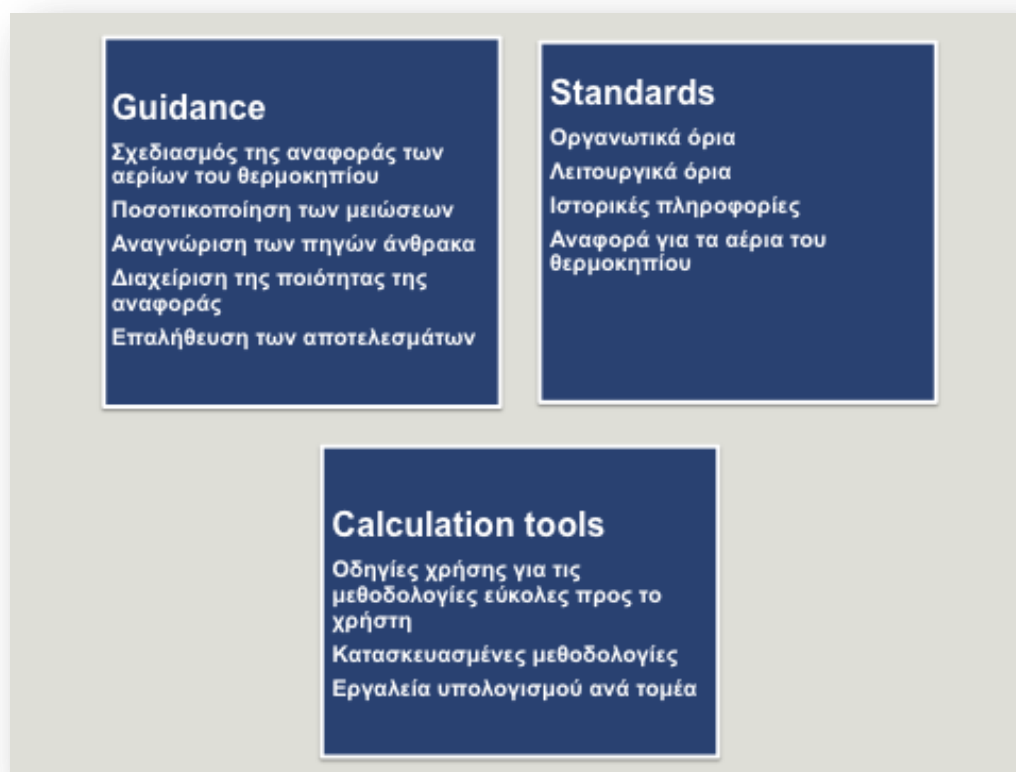 Guidance
Σχεδιασμός της αναφοράς των
αερίων του θερμοκηπίου
Ποσοτικοποίηση των μειώσεων
Αναγνώριση των πηγών άνθρακα
Διαχείριση της ποιότητας της
αναφοράς
Επαλήθευση των αποτελεσμάτων
Standards
Οργανωτικά όρια
Λειτουργικά όρια
Ιστορικές πληροφορίες
Αναφορά για τα αέρια του
θερμοκηπίου
Calculation tools
Οδηγίες χρήσης για τις
μεθοδολογίες εύκολες προς το
χρήστη
Κατασκευασμένες μεθοδολογίες
Εργαλεία υπολογισμού ανά τομέα